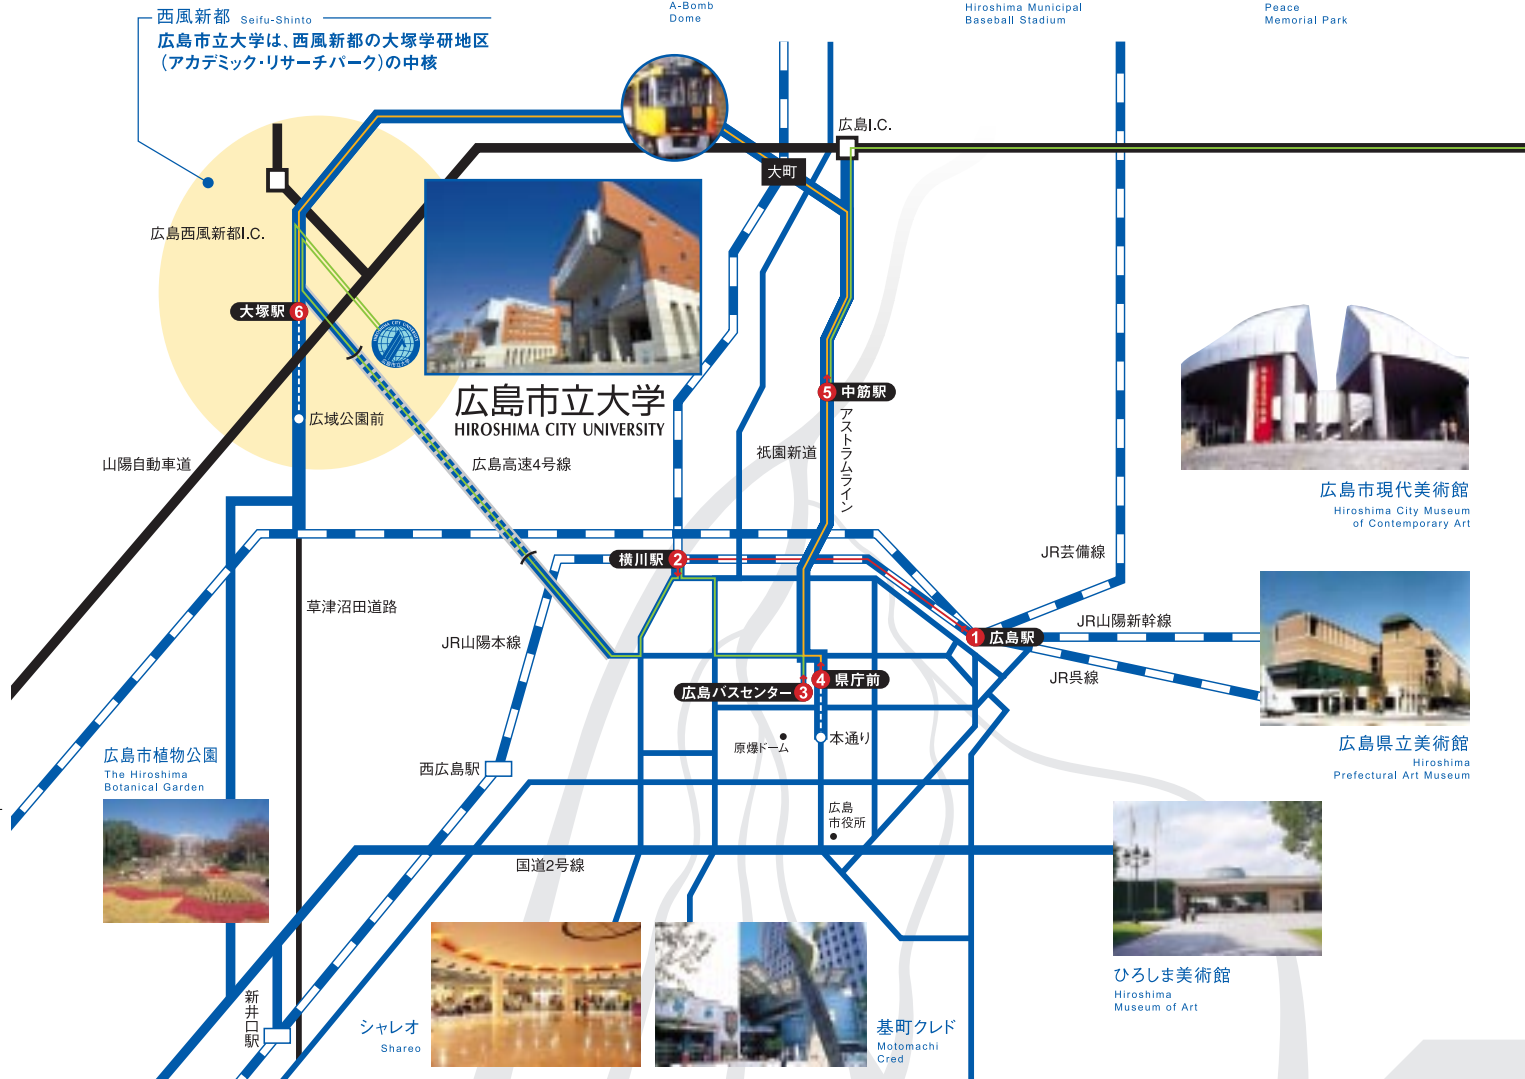 西風新都 Seifu-Shinto
広島市立大学は、西風新都の大塚学研地区
（アカデミック・リサーチパーク）の中核
A-Bomb
Dome
Hiroshima Municipal
Baseball Stadium
Peace
Memorial Park
広島I.C.
大町
広島西風新都I.C.
大塚駅 6
HIROSHIMA CITY UNIVERSITY
広島市立大学
広島市立大学
HIROSHIMA CITY UNIVERSITY
5 中筋駅
広域公園前
アストラムライン
祇園新道
山陽自動車道
広島高速4号線
広島市現代美術館
Hiroshima City Museum
of Contemporary Art
横川駅 2
JR芸備線
草津沼田道路
JR山陽本線
1 広島駅
JR山陽新幹線
JR呉線
広島バスセンター 3
4 県庁前
原爆ドーム
本通り
広島県立美術館
Hiroshima
Prefectural Art Museum
広島市植物公園
The Hiroshima
Botanical Garden
西広島駅
広島
市役所
国道2号線
ひろしま美術館
Hiroshima
Museum of Art
新井口駅
シャレオ
Shareo
基町クレド
Motomachi
Cred